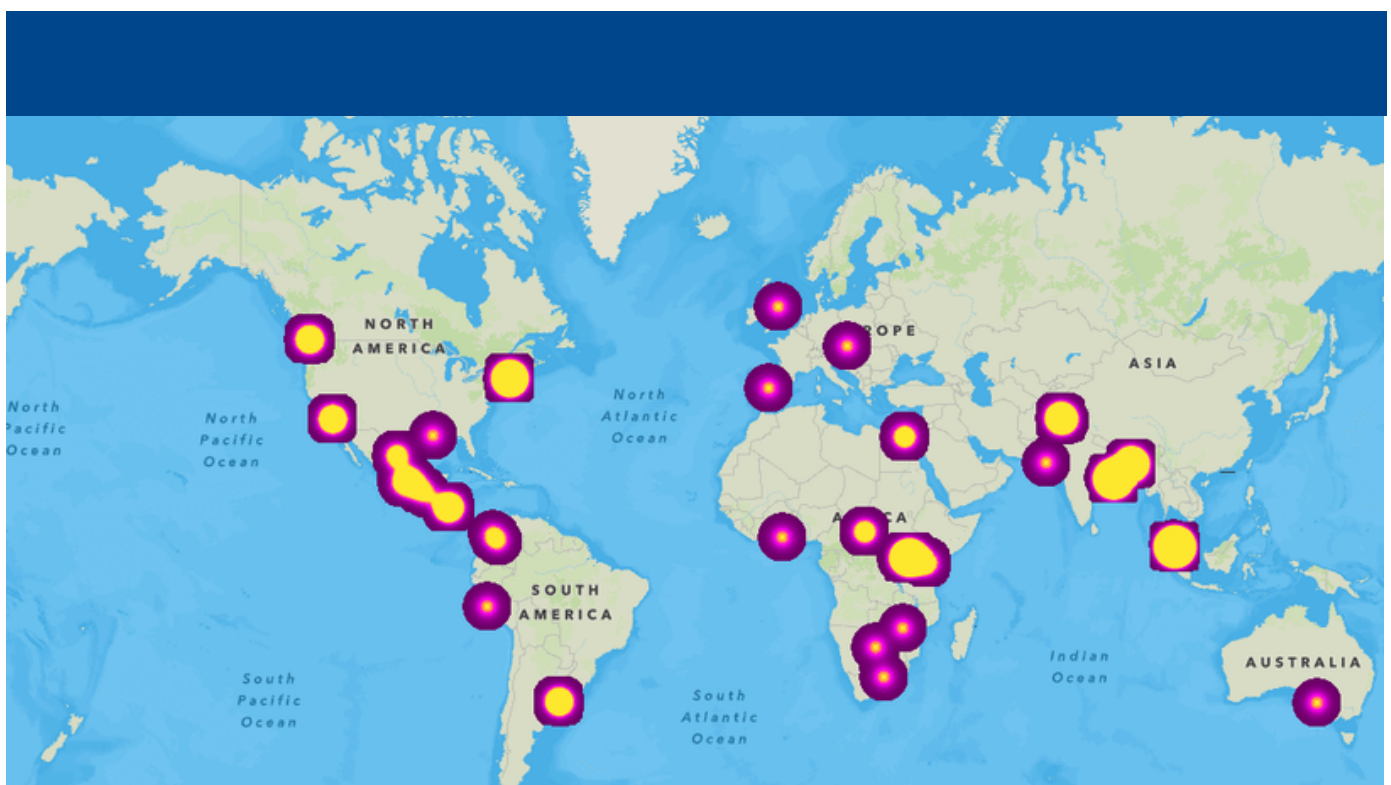 NORTH
AMERICA
ASIA
North
Pacific
Ocean
North
Pacific
Ocean
North
Atlantic
Ocean
SOUTH
AMERICA
South
Pacific
Ocean
South
Atlantic
Ocean
Indian
Ocean
AUSTRALIA